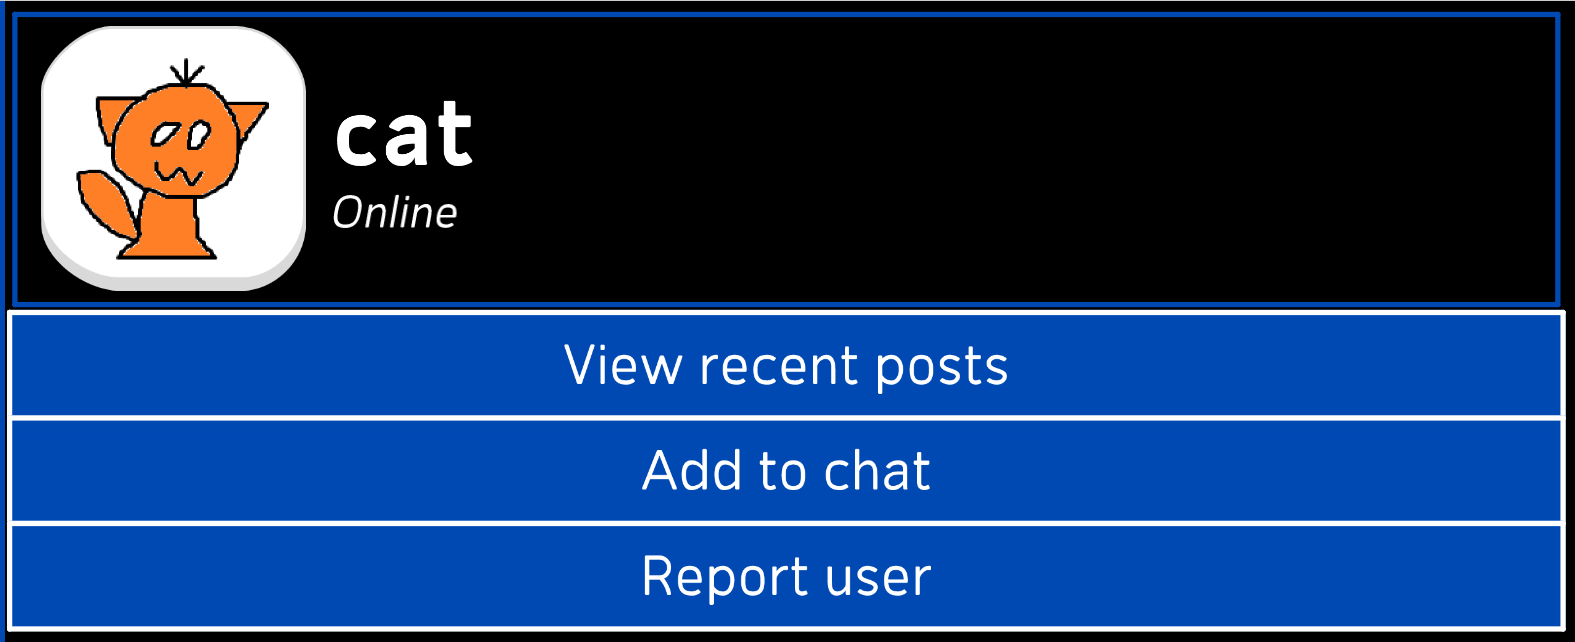 cat
Online
View recent posts
Add to chat
Report user